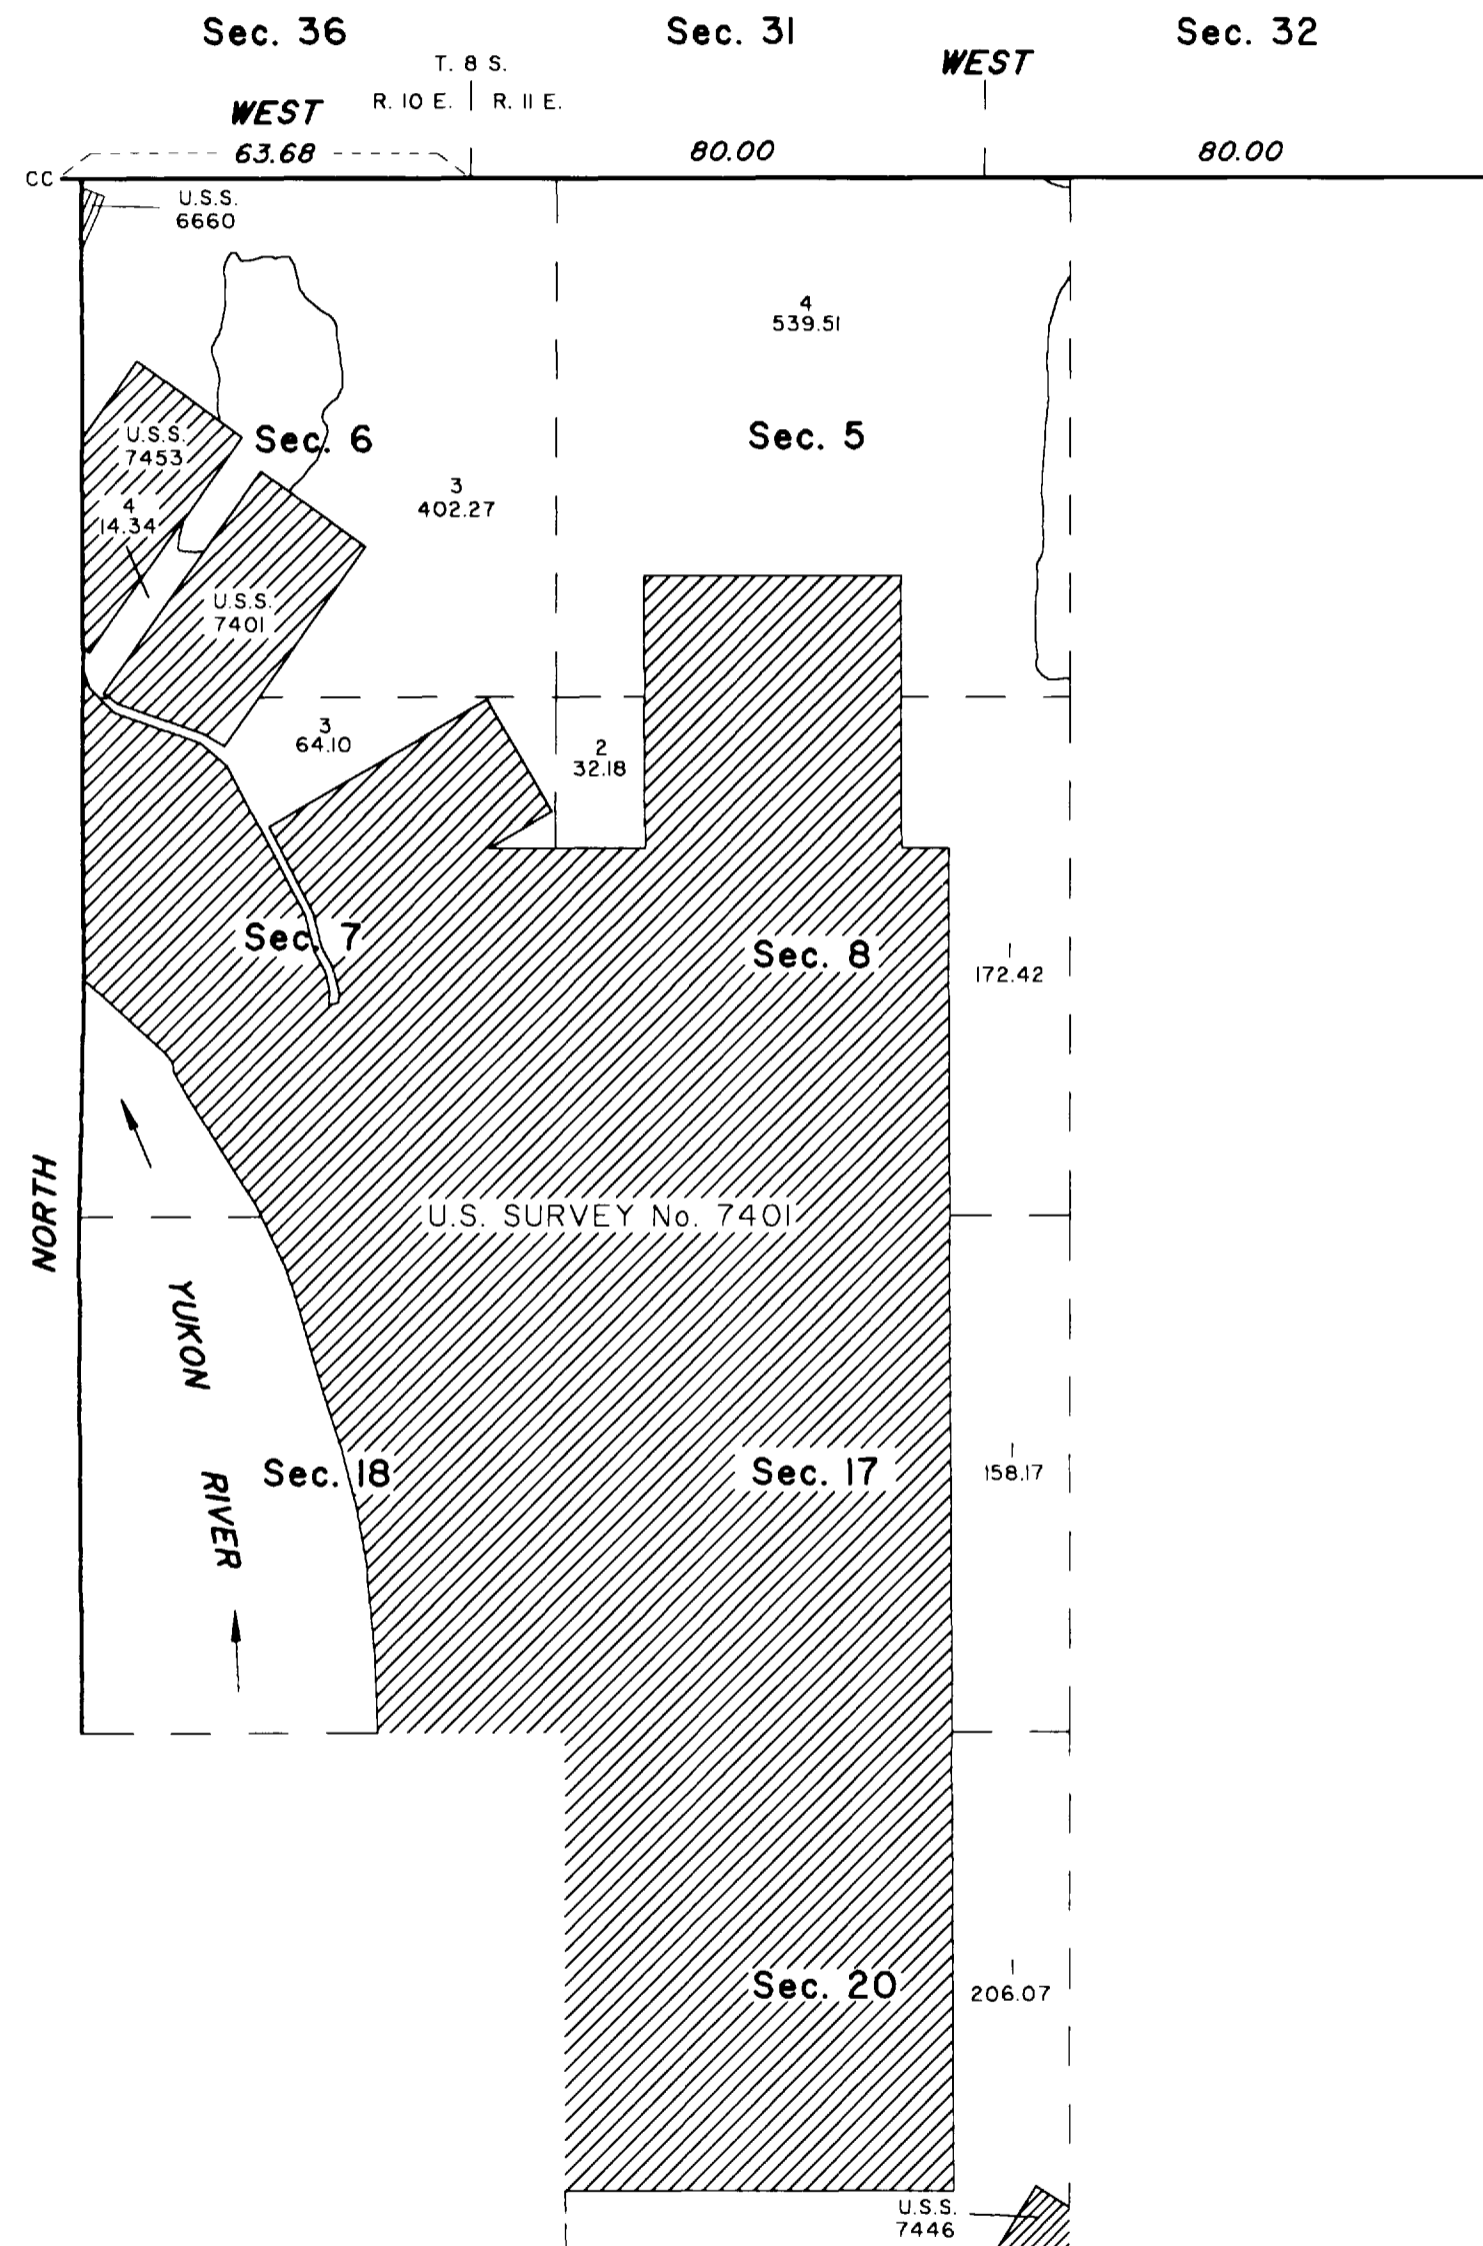 Sec. 36
Sec. 31
Sec. 32
T. 8 S.
WEST
R. 10 E.
R. 11 E.
WEST
63.68
80.00
80.00
CC
U.S.S.
6660
4
539.51
U.S.S.
7453
Sec. 6
Sec. 5
3
402.27
4
14.34
U.S.S.
7401
3
64.10
2
32.18
Sec. 7
Sec. 8
1
172.42
NORTH
U.S. SURVEY No. 7401
YUKON
RIVER
Sec. 18
Sec. 17
1
158.17
Sec. 20
1
206.07
U.S.S.
7446